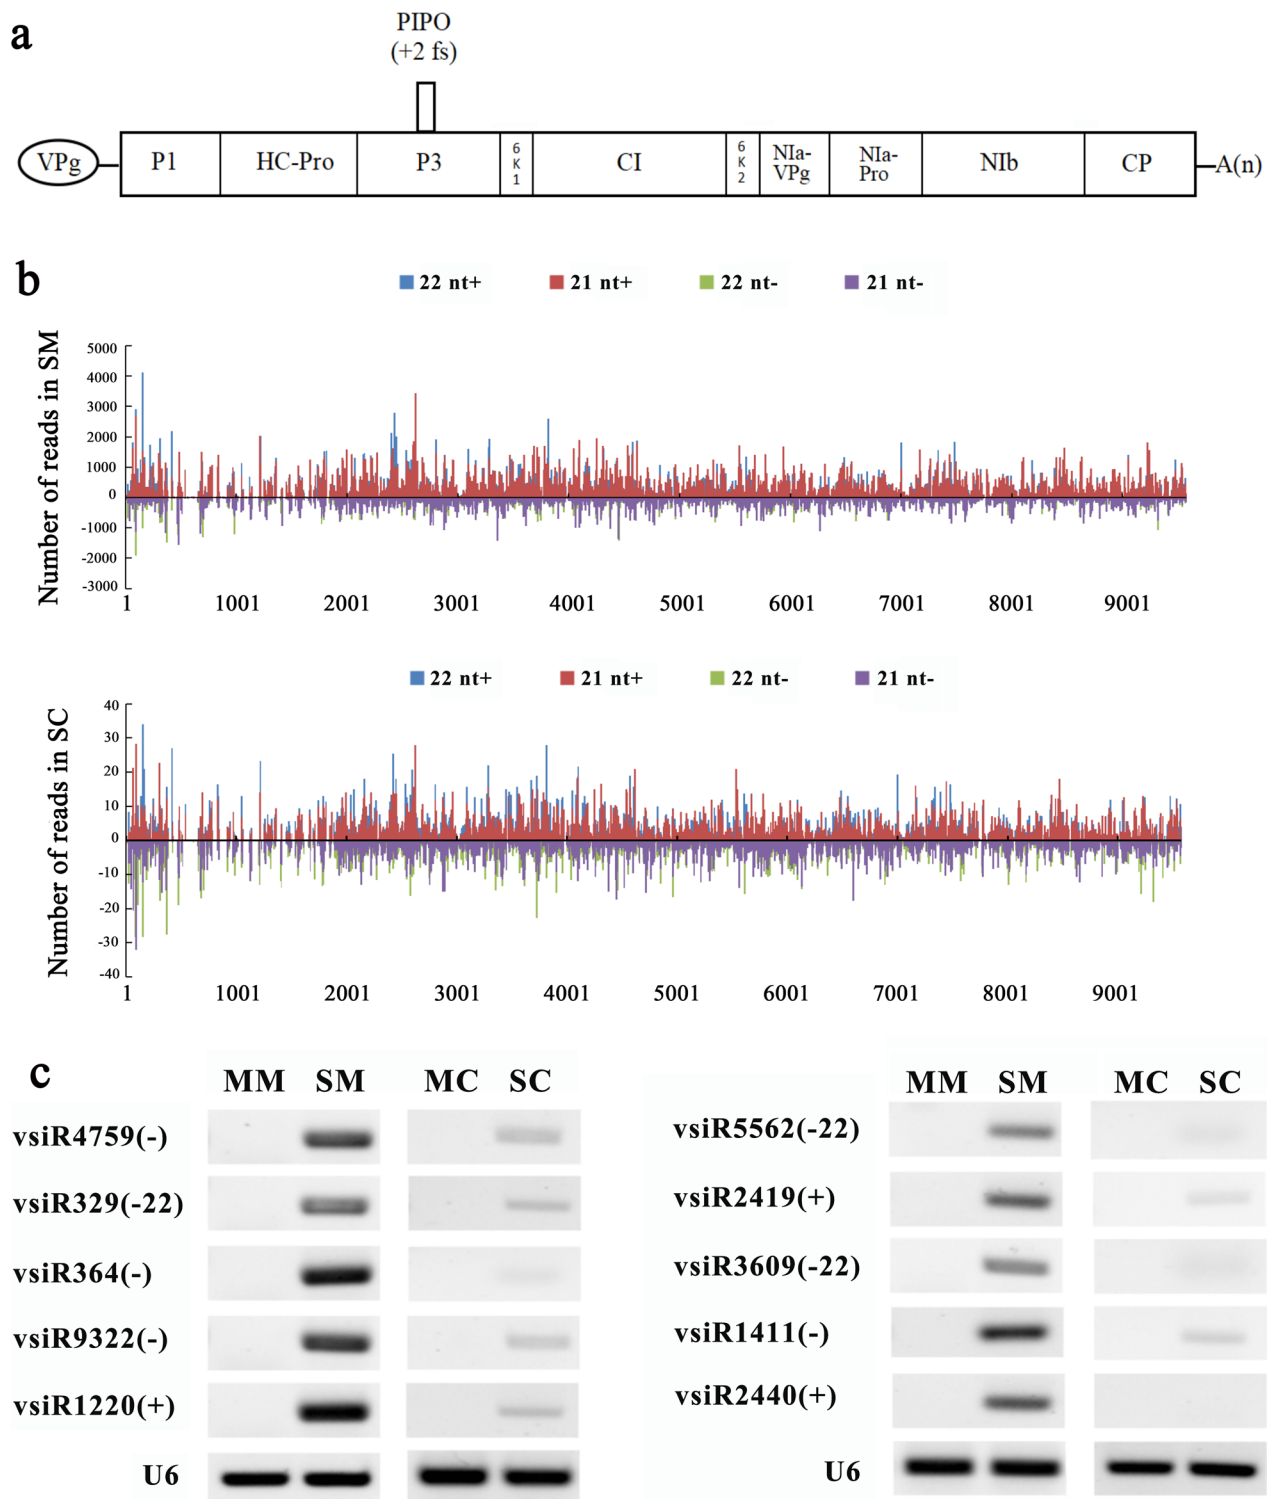 a
PIPO
(+2 fs)
VPg
P1
HC-Pro
P3
6
K
1
CI
6
K
2
NIa-
VPg
NIa-
Pro
NIb
CP
A(n)
b
22 nt+ 21 nt+ 22 nt- 21 nt-
Number of reads in SM
5000
4000
3000
2000
1000
0
-1000
-2000
-3000
1 1001 2001 3001 4001 5001 6001 7001 8001 9001
22 nt+ 21 nt+ 22 nt- 21 nt-
Number of reads in SC
40
30
20
10
0
-10
-20
-30
-40
1 1001 2001 3001 4001 5001 6001 7001 8001 9001
c
MM SM MC SC
vsiR4759(-)
vsiR329(-22)
vsiR364(-)
vsiR9322(-)
vsiR1220(+)
U6
MM SM MC SC
vsiR5562(-22)
vsiR2419(+)
vsiR3609(-22)
vsiR1411(-)
vsiR2440(+)
U6